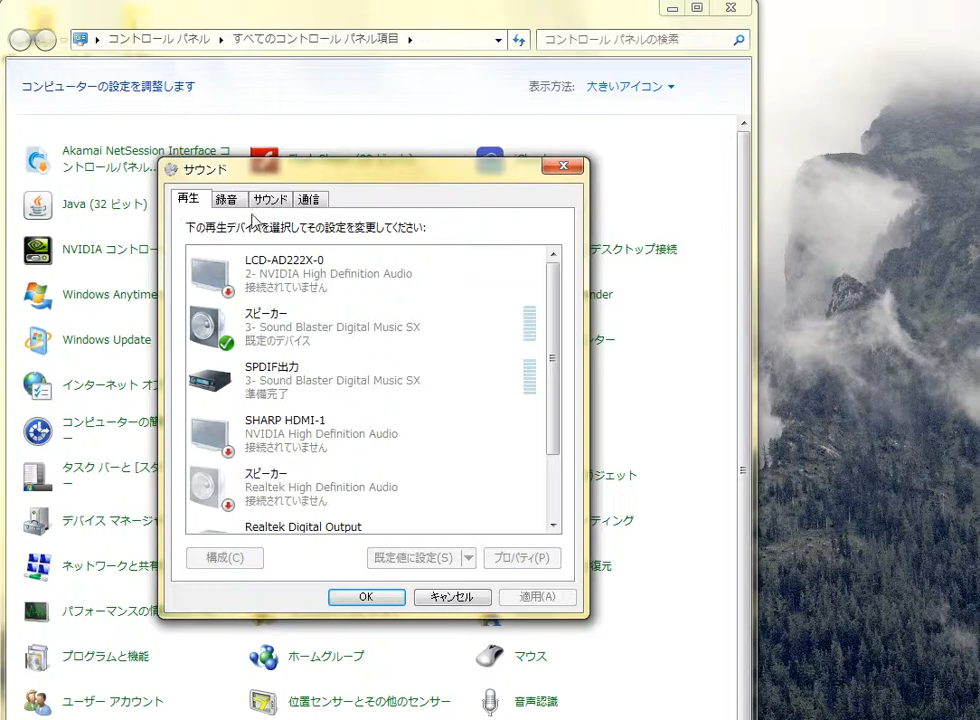 コントロール パネル ▸ すべてのコントロール パネル項目 ▸
コントロール パネルの検索
コンピューターの設定を調整します
表示方法: 大きいアイコン
Akamai NetSession Interface コ
ントロールパネル...
Java (32 ビット)
NVIDIA コントロー
デスクトップ接続
Windows Anytime
nder
Windows Update
ター
インターネット オプ
コンピューターの簡
ー
タスク バーと [スタ
ー
ジェット
デバイス マネージャ
ティング
ネットワークと共有
復元
パフォーマンスの情
プログラムと機能
ホームグループ
マウス
ユーザー アカウント
位置センサーとその他のセンサー
音声認識
サウンド
再生 録音 サウンド 通信
下の再生デバイスを選択してその設定を変更してください:
LCD-AD222X-0
2- NVIDIA High Definition Audio
接続されていません
スピーカー
3- Sound Blaster Digital Music SX
既定のデバイス
SPDIF出力
3- Sound Blaster Digital Music SX
準備完了
SHARP HDMI-1
NVIDIA High Definition Audio
接続されていません
スピーカー
Realtek High Definition Audio
接続されていません
Realtek Digital Output
構成(C) 既定値に設定(S) プロパティ(P)
OK キャンセル 適用(A)